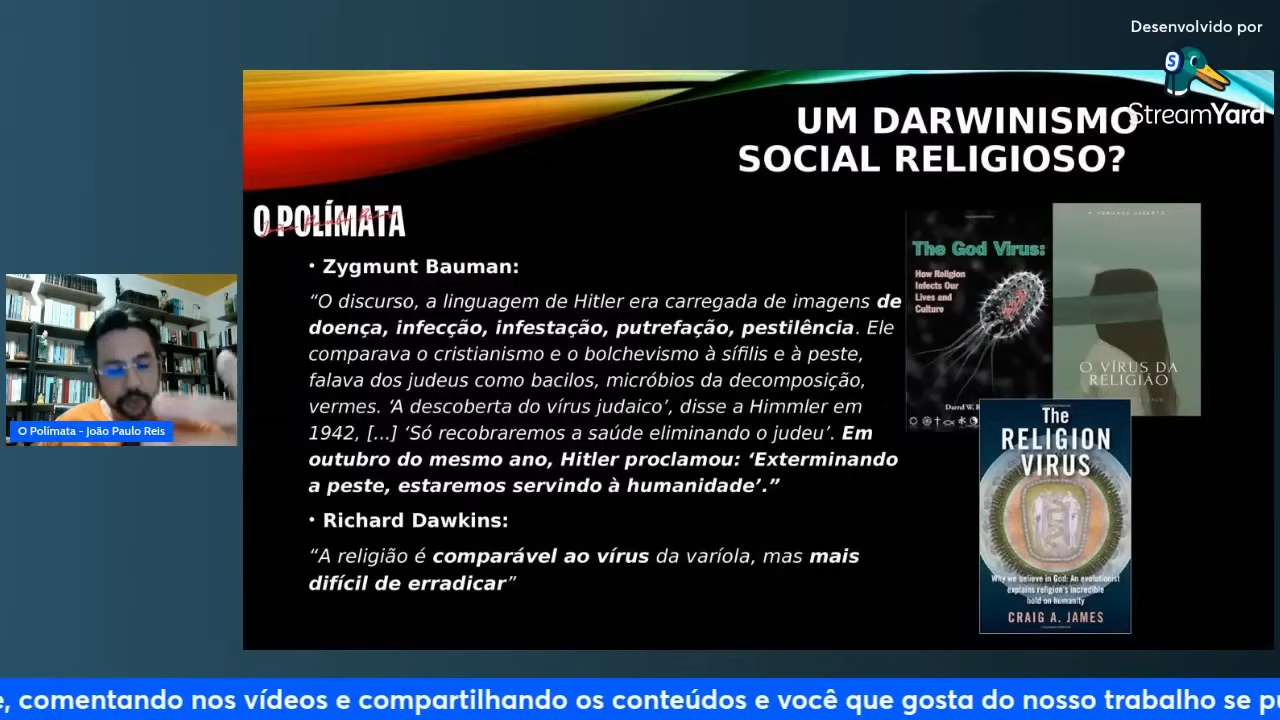 Desenvolvido por
StreamYard
UM DARWINISMO
SOCIAL RELIGIOSO?
O POLÍMATA
• Zygmunt Bauman:
“O discurso, a linguagem de Hitler era carregada de imagens de
doença, infecção, infestação, putrefação, pestilência. Ele
comparava o cristianismo e o bolchevismo à sífilis e à peste,
falava dos judeus como bacilos, micróbios da decomposição,
vermes. ‘A descoberta do vírus judaico’, disse a Himmler em
1942, [...] ‘Só recobraremos a saúde eliminando o judeu’. Em
outubro do mesmo ano, Hitler proclamou: ‘Exterminando
a peste, estaremos servindo à humanidade’.”
• Richard Dawkins:
“A religião é comparável ao vírus da varíola, mas mais
difícil de erradicar”
The God Virus:
How Religion
Infects Our
Lives and
Culture
Darrel W.
O VÍRUS DA
RELIGIÃO
The
RELIGION
VIRUS
Why we believe in God: An evolutionist
explains religion's incredible
hold on humanity
CRAIG A. JAMES
O Polímata - João Paulo Reis
, comentando nos vídeos e compartilhando os conteúdos e você que gosta do nosso trabalho se